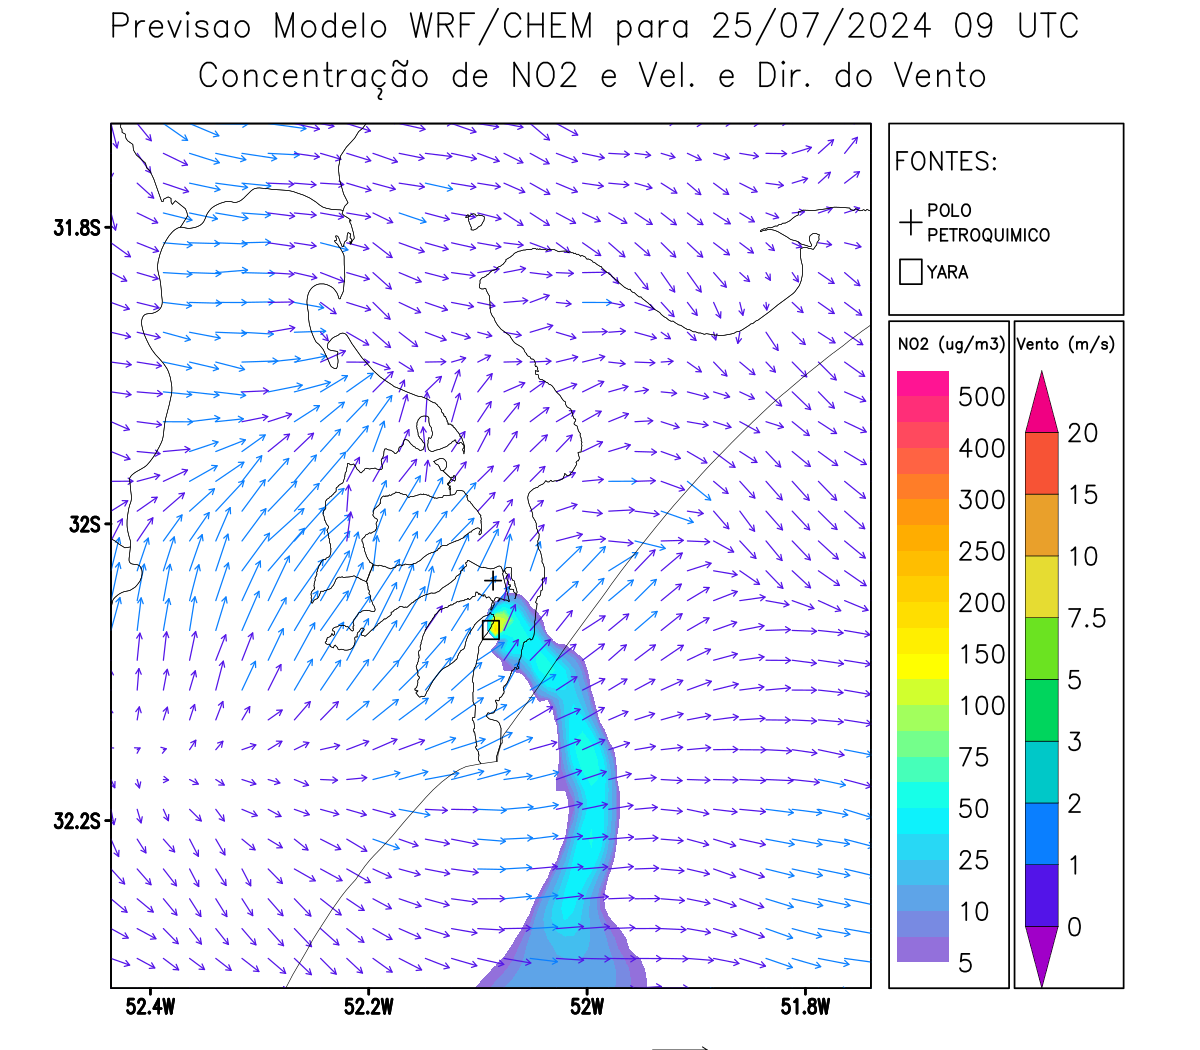 Previsao Modelo WRF/CHEM para 25/07/2024 09 UTC
Concentração de NO2 e Vel. e Dir. do Vento
FONTES:
POLO
PETROQUIMICO
YARA
NO2 (ug/m3)
500
400
300
250
200
150
100
75
50
25
10
5
Vento (m/s)
20
15
10
7.5
5
3
2
1
0
31.8S
32S
32.2S
52.4W
52.2W
52W
51.8W